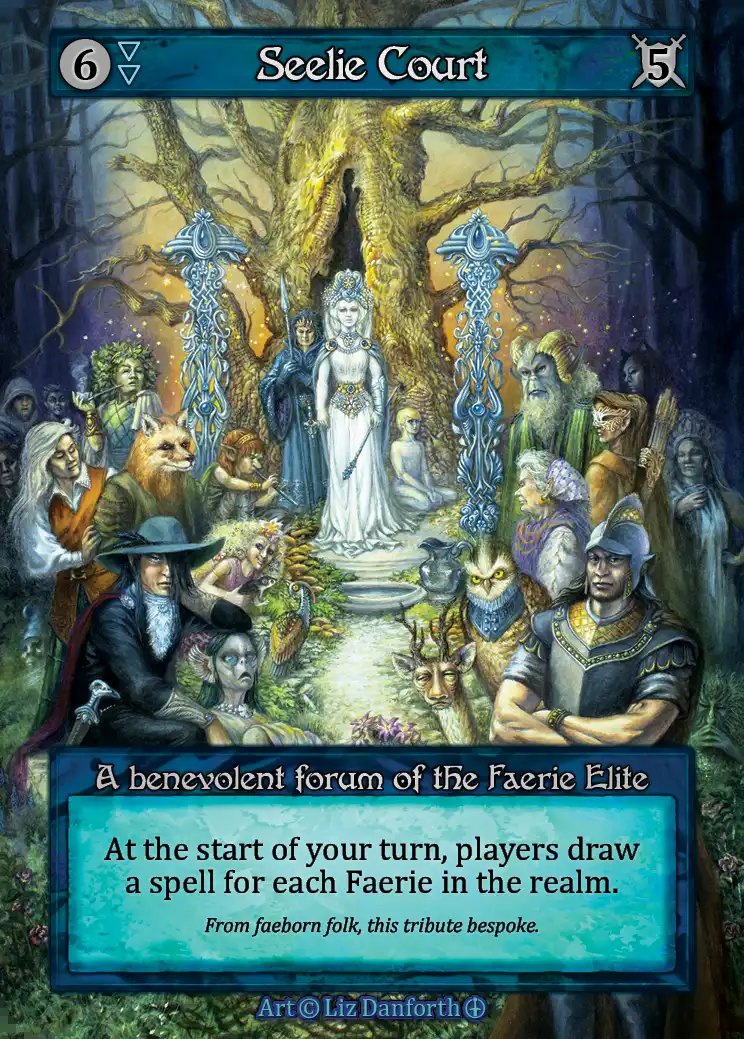 6 Seelie Court 5
A benevolent forum of the Faerie Elite
At the start of your turn, players draw
a spell for each Faerie in the realm.
From faeborn folk, this tribute bespoke.
Art © Liz Danforth